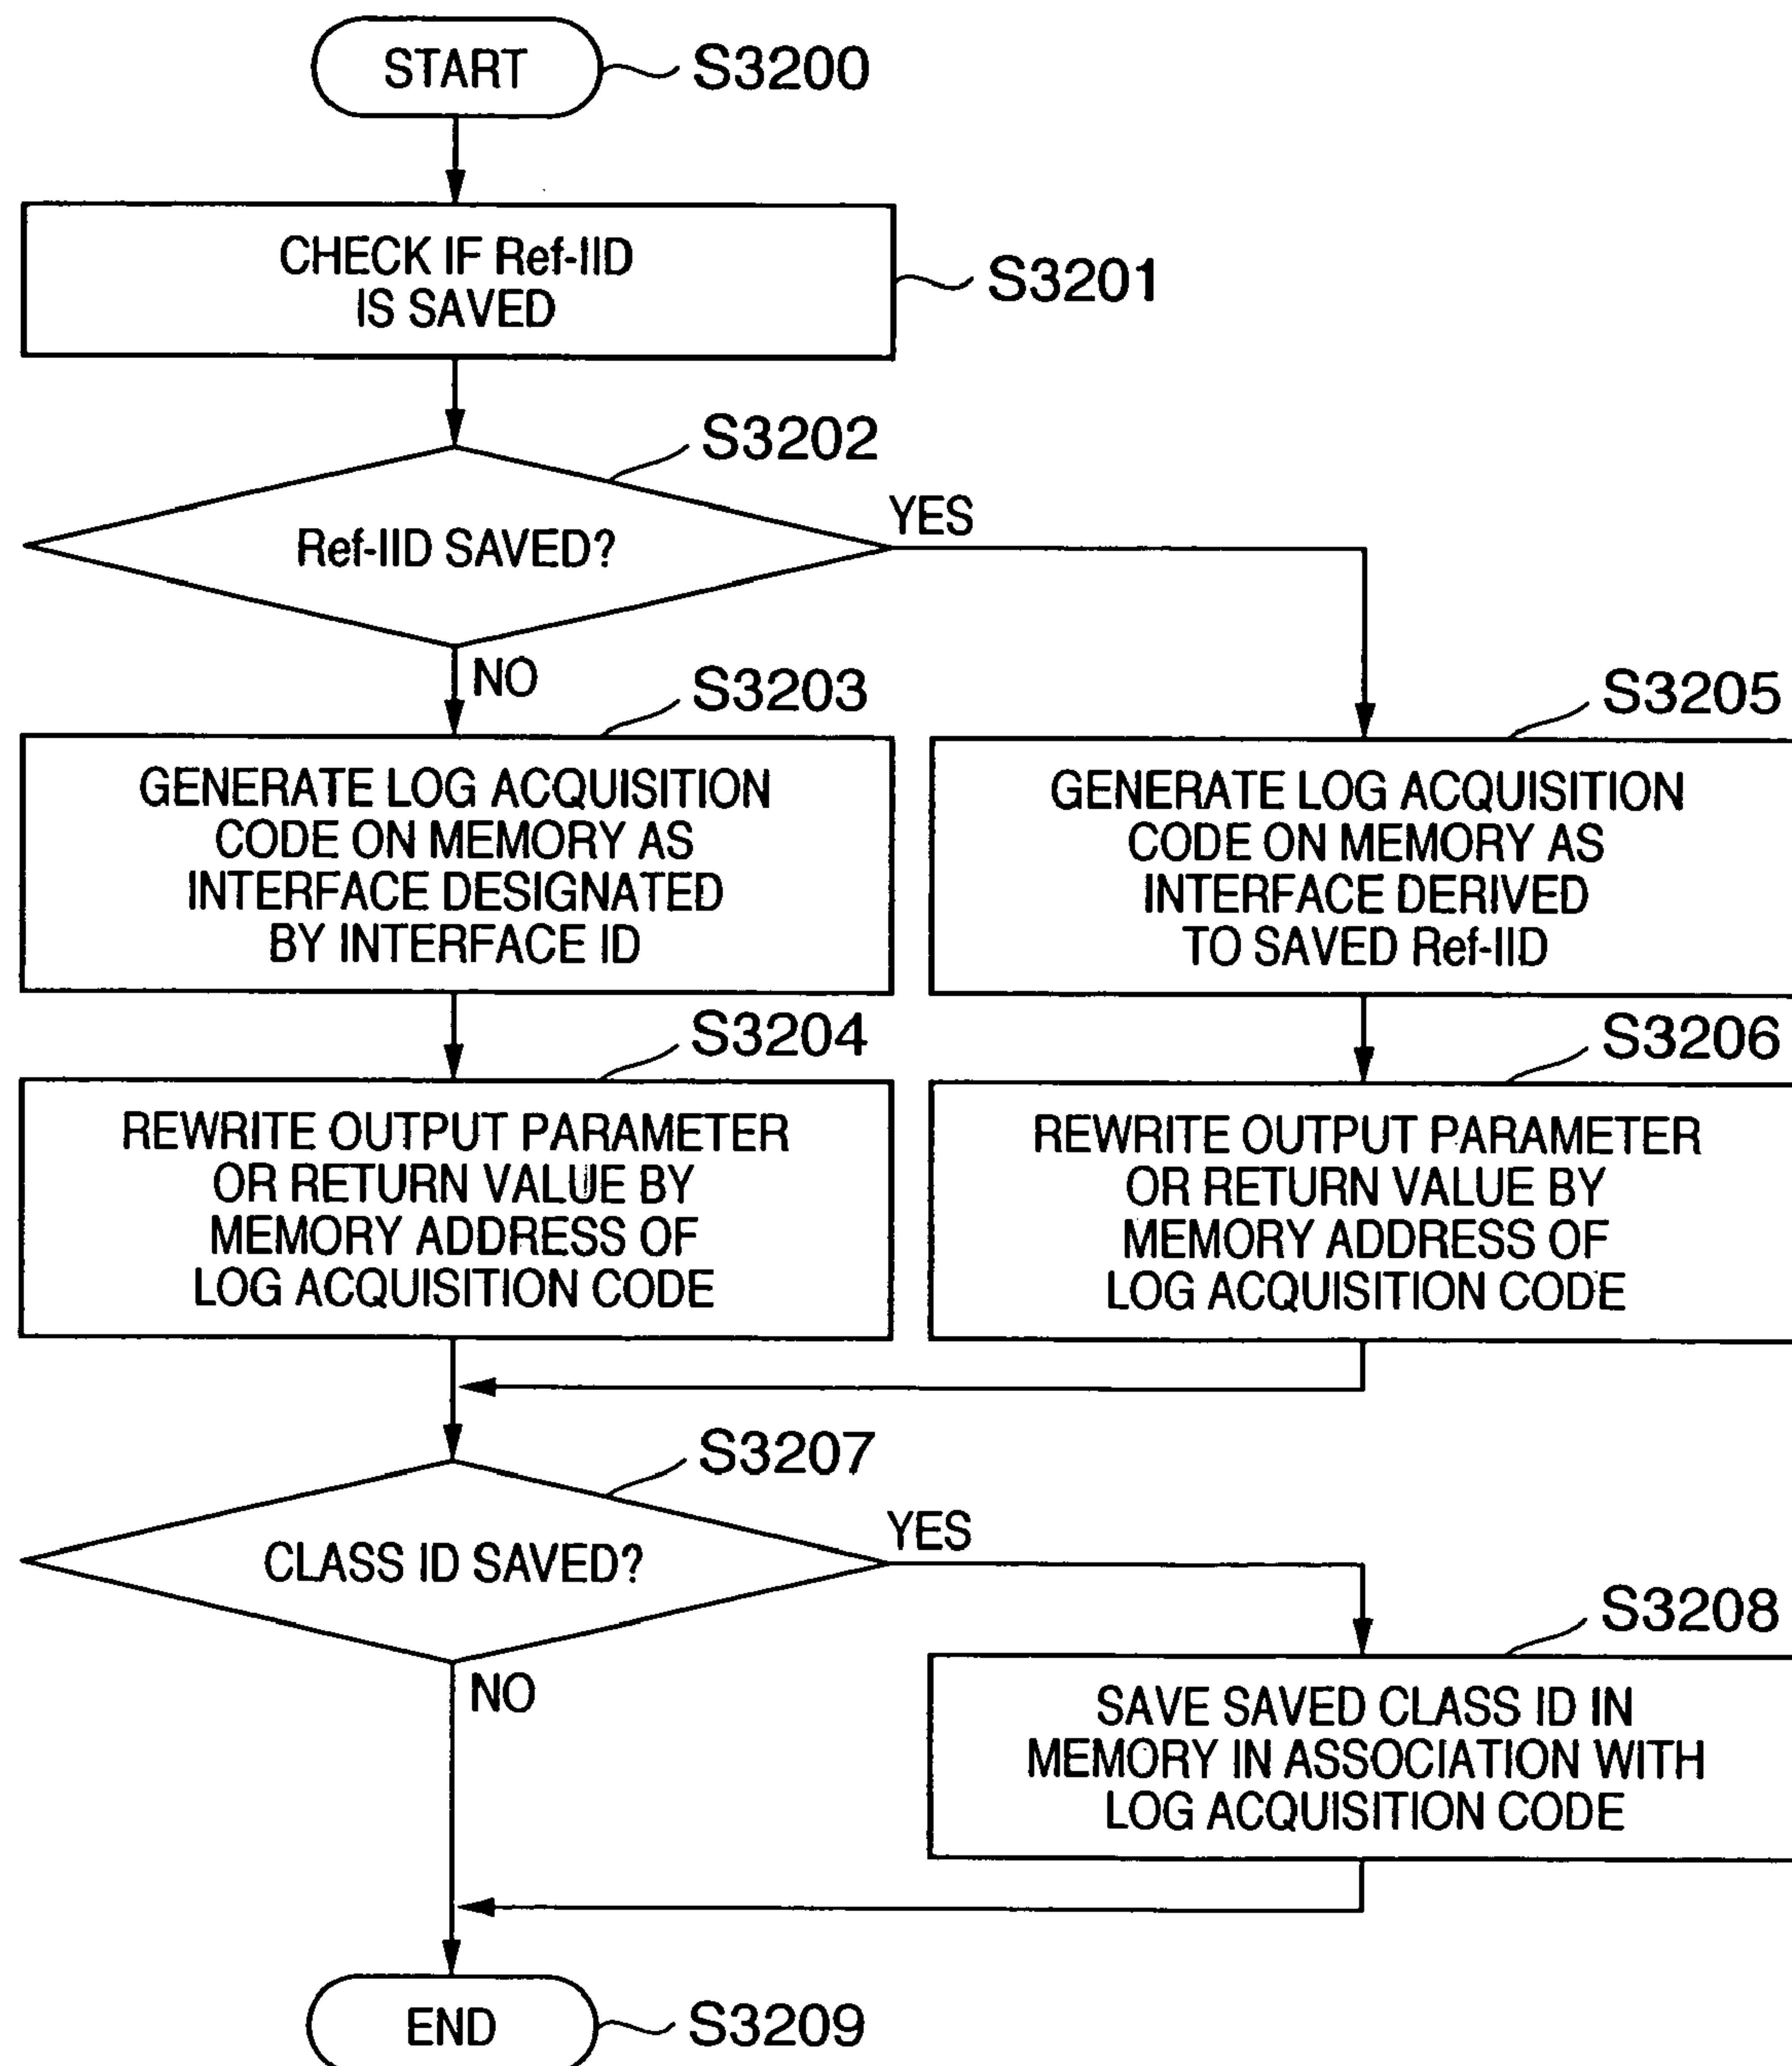 START
S3200
CHECK IF Ref-IID
IS SAVED
S3201
S3202
Ref-IID SAVED?
YES
NO
S3203
GENERATE LOG ACQUISITION
CODE ON MEMORY AS
INTERFACE DESIGNATED
BY INTERFACE ID
S3205
GENERATE LOG ACQUISITION
CODE ON MEMORY AS
INTERFACE DERIVED
TO SAVED Ref-IID
S3204
REWRITE OUTPUT PARAMETER
OR RETURN VALUE BY
MEMORY ADDRESS OF
LOG ACQUISITION CODE
S3206
REWRITE OUTPUT PARAMETER
OR RETURN VALUE BY
MEMORY ADDRESS OF
LOG ACQUISITION CODE
S3207
CLASS ID SAVED?
YES
NO
S3208
SAVE SAVED CLASS ID IN
MEMORY IN ASSOCIATION WITH
LOG ACQUISITION CODE
END
S3209